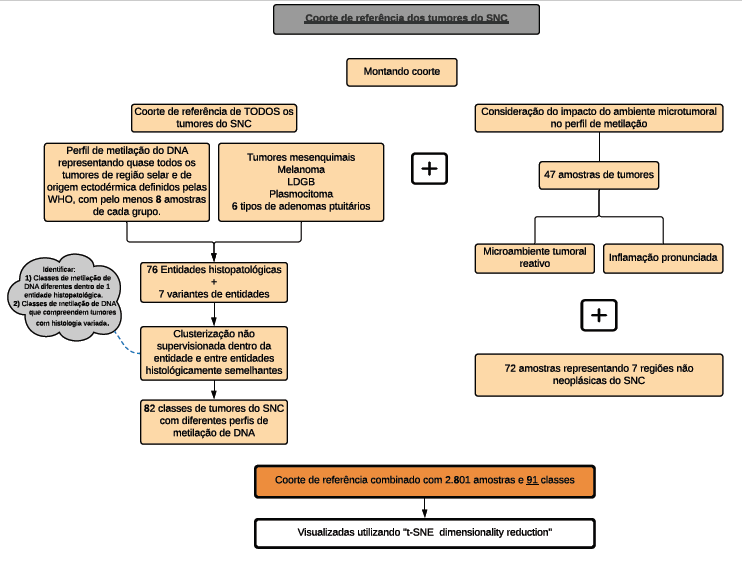 Coorte de referência dos tumores do SNC
Montando coorte
Coorte de referência de TODOS os
tumores do SNC
Consideração do impacto do ambiente microtumoral
no perfil de metilação
Perfil de metilação do DNA
representando quase todos os
tumores de região selar e de
origem ectodérmica definidos pelas
WHO, com pelo menos 8 amostras
de cada grupo.
Tumores mesenquimais
Melanoma
LDGB
Plasmocitoma
6 tipos de adenomas ptuitários
+
47 amostras de tumores
Microambiente tumoral
reativo
Inflamação pronunciada
76 Entidades histopatológicas
+
7 variantes de entidades
Identificar:
1) Classes de metilação de
DNA diferentes dentro de 1
entidade histopatológica.
2) Classes de metilação de DNA
que compreendem tumores
com histologia variada.
+
Clusterização não
supervisionada dentro da
entidade e entre entidades
histológicamente semelhantes
72 amostras representando 7 regiões não
neoplásicas do SNC
82 classes de tumores do SNC
com diferentes perfis de
metilação de DNA
Coorte de referência combinado com 2.801 amostras e 91 classes
Visualizadas utilizando "t-SNE dimensionality reduction"